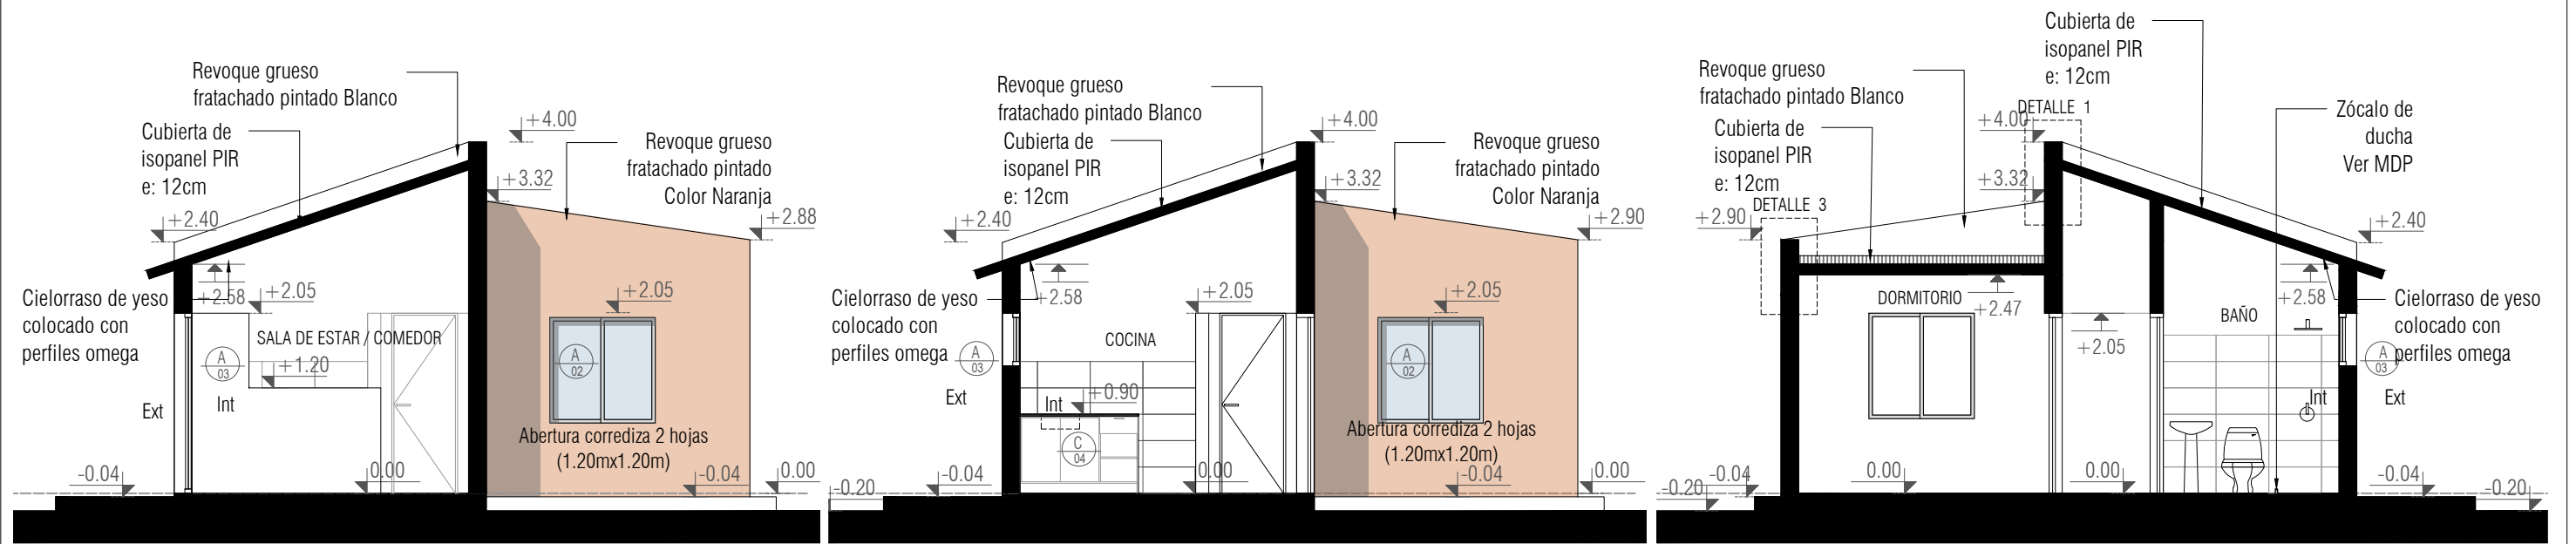 Revoque grueso
fratachado pintado Blanco
Cubierta de
isopanel PIR
e: 12cm
+4.00
Revoque grueso
fratachado pintado
Color Naranja
+3.32
+2.40
+2.88
Cielorraso de yeso
colocado con
perfiles omega
+2.58
+2.05
+2.05
SALA DE ESTAR / COMEDOR
A
03
+1.20
A
02
Ext
Int
Abertura corrediza 2 hojas
(1.20mx1.20m)
-0.04
0.00
-0.04
0.00
Revoque grueso
fratachado pintado Blanco
Cubierta de
isopanel PIR
e: 12cm
+4.00
Revoque grueso
fratachado pintado
Color Naranja
+3.32
+2.40
+2.90
Cielorraso de yeso
colocado con
perfiles omega
+2.58
+2.05
+2.05
COCINA
A
03
A
02
Ext
Int
+0.90
C
04
Abertura corrediza 2 hojas
(1.20mx1.20m)
-0.20
-0.04
0.00
-0.04
0.00
Cubierta de
isopanel PIR
e: 12cm
Revoque grueso
fratachado pintado Blanco
DETALLE 1
+4.00
Cubierta de
isopanel PIR
e: 12cm
Zócalo de
ducha
Ver MDP
+3.32
DETALLE 3
+2.90
+2.40
DORMITORIO
+2.47
+2.58
Cielorraso de yeso
colocado con
perfiles omega
BAÑO
+2.05
A
03
Int
Ext
-0.20
-0.04
0.00
0.00
-0.04
-0.20